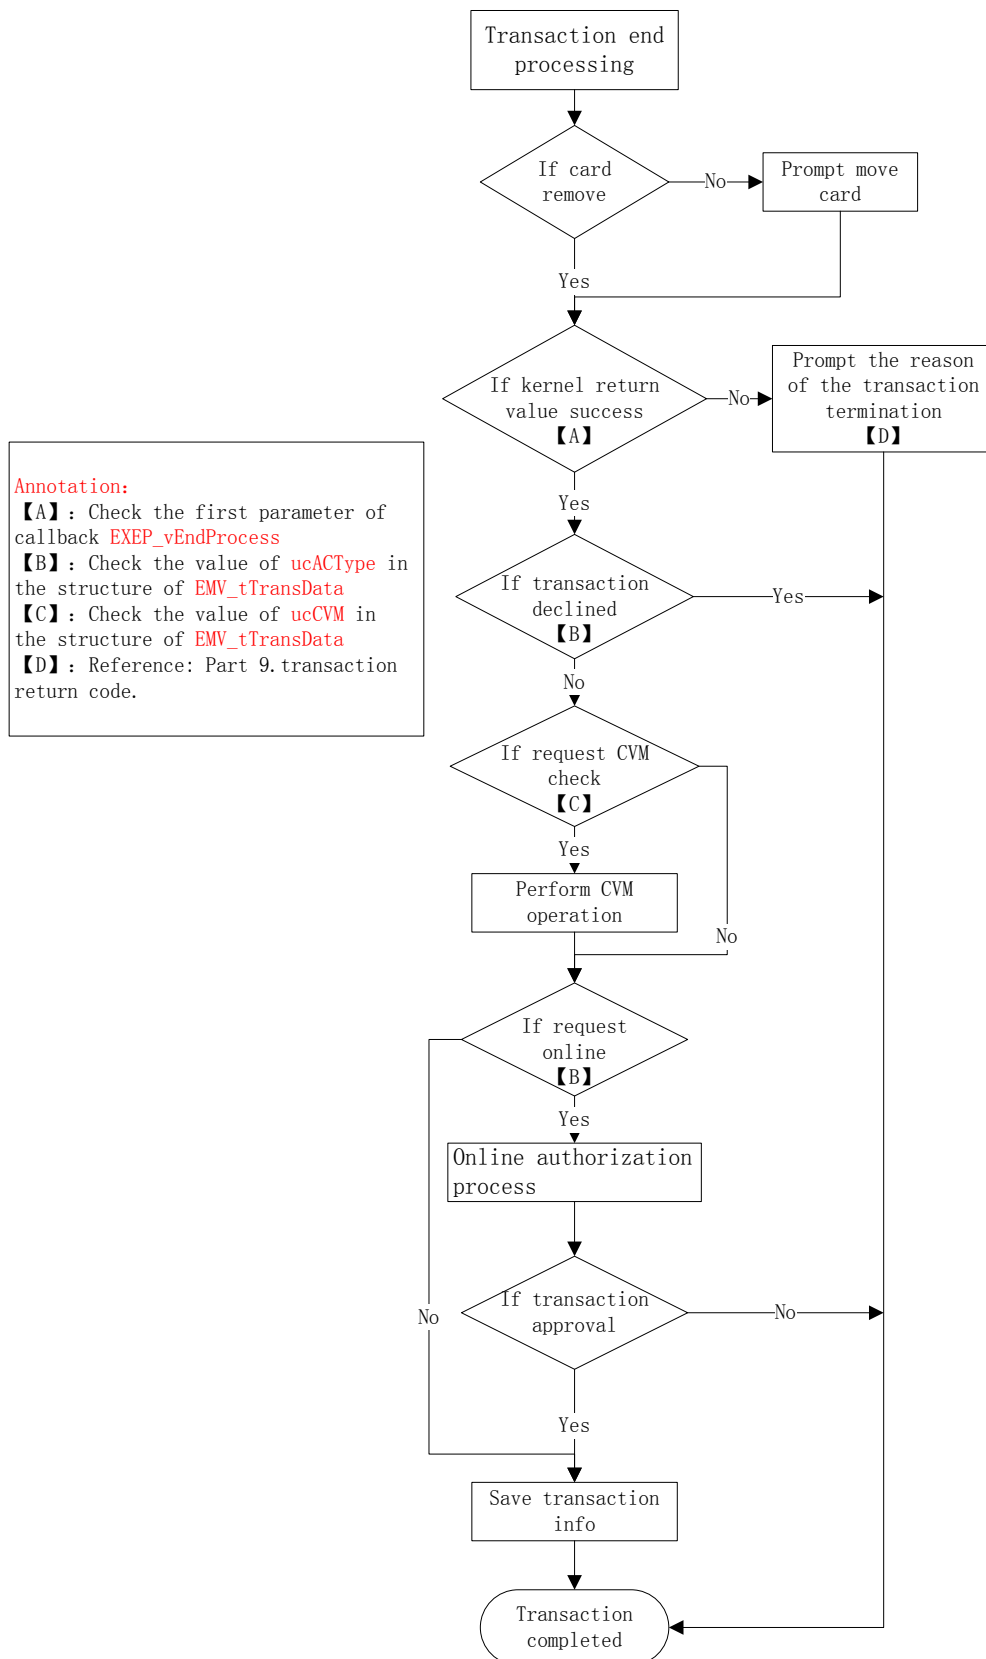 Transaction end
processing
If card
remove
No
Prompt move
card
Yes
If kernel return
value success
【A】
No
Prompt the reason
of the transaction
termination
【D】
Annotation:
【A】: Check the first parameter of
callback EXEP_vEndProcess
【B】: Check the value of ucACType in
the structure of EMV_tTransData
【C】: Check the value of ucCVM in
the structure of EMV_tTransData
【D】: Reference: Part 9.transaction
return code.
Yes
If transaction
declined
【B】
Yes
No
If request CVM
check
【C】
Yes
Perform CVM
operation
No
If request
online
【B】
Yes
Online authorization
process
No
If transaction
approval
No
Yes
Save transaction
info
Transaction
completed